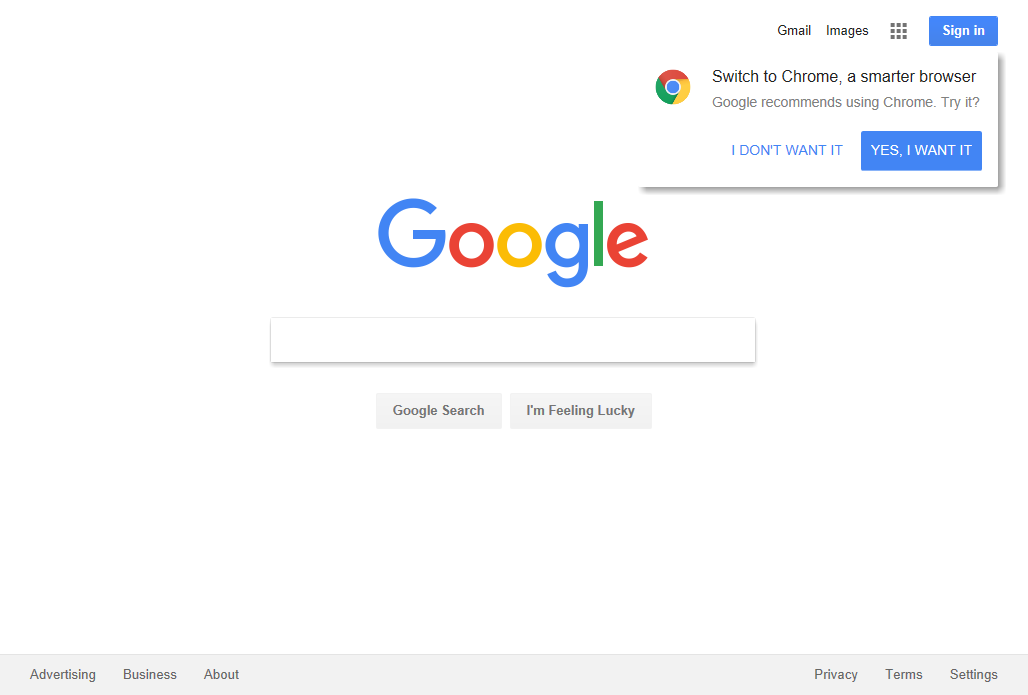 Gmail Images Sign in
Switch to Chrome, a smarter browser
Google recommends using Chrome. Try it?
I DON'T WANT IT YES, I WANT IT
Google
Google Search I'm Feeling Lucky
Advertising Business About Privacy Terms Settings